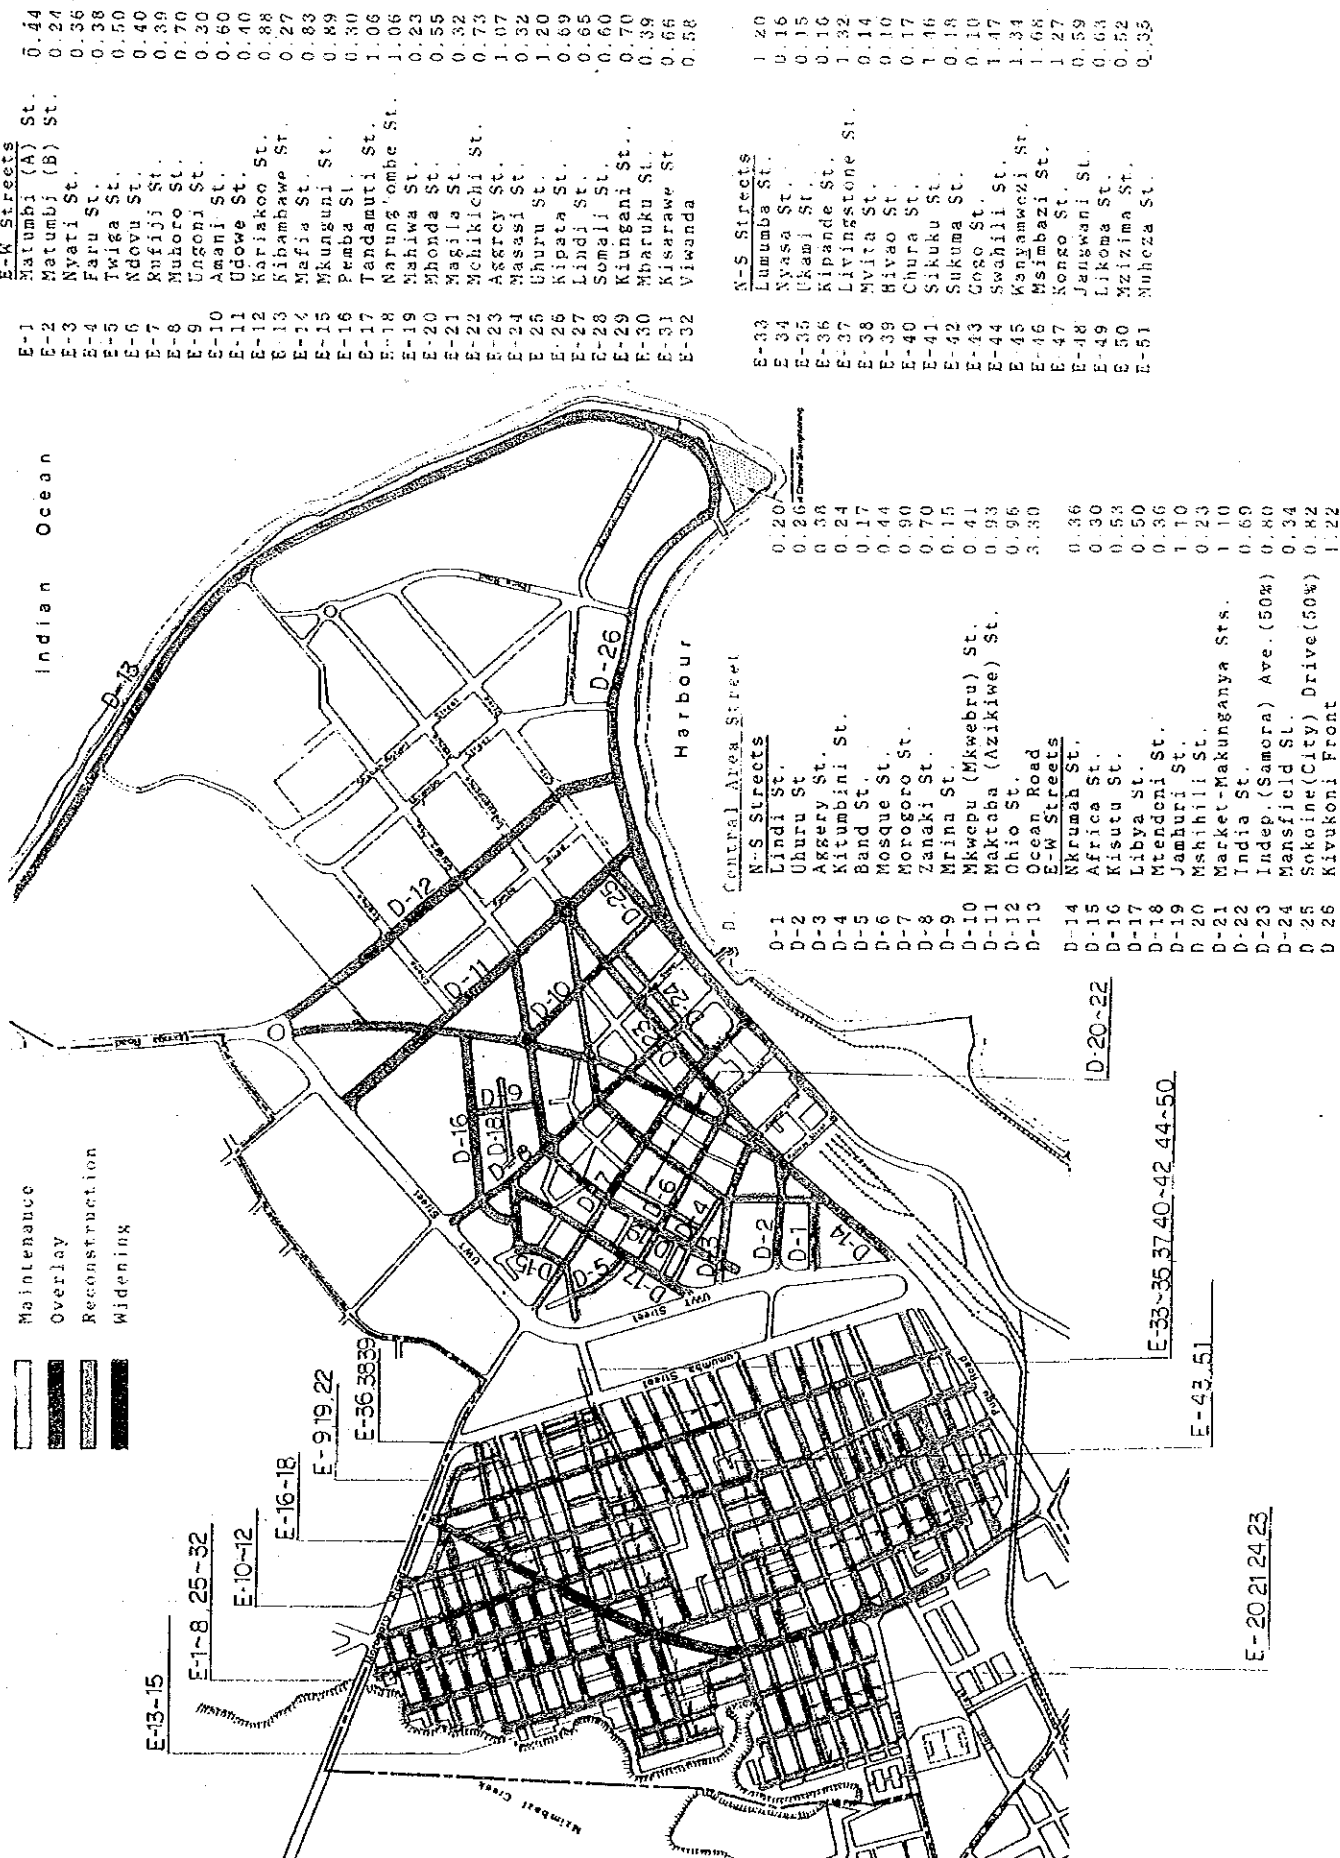 Maintenance
Overlay
Reconstruction
Widening
Indian Ocean
Harbour
Msimbazi Creek
Upanga Road
UWT Street
UWT Street
Lumumba Street
Pugu Road
D-13
D-26
D-12
D-11
D-25
D-10
D-24
D-23
D-16
D-9
D-18
D-8
D-15
D-7
D-5
D-6
D-4
D-19
D-17
D-3
D-2
D-1
D-14
D-20~22
E-13~15
E-1~8, 25~32
E-10~12
E-16~18
E-9,19,22
E-36,38,39
E-33~35,37,40~42,44~50
E-43,51
E-20,21,24,23
D. Central Area Street
N-S Streets
D-1 Lindi St. 0.20
D-2 Uhuru St 0.26
D-3 Aggery St. 0.38
D-4 Kitumbini St. 0.24
D-5 Band St. 0.17
D-6 Mosque St. 0.44
D-7 Morogoro St. 0.90
D-8 Zanaki St. 0.70
D-9 Mrina St. 0.15
D-10 Mkwepu (Mkwebru) St. 0.41
D-11 Maktaba (Azikiwe) St. 0.93
D-12 Ohio St. 0.96
D-13 Ocean Road 3.30
E-W Streets
D-14 Nkrumah St. 0.36
D-15 Africa St. 0.30
D-16 Kisutu St. 0.53
D-17 Libya St. 0.50
D-18 Mtendeni St. 0.36
D-19 Jamhuri St. 1.10
D-20 Mshihili St. 0.23
D-21 Market-Makunganya Sts. 1.10
D-22 India St. 0.69
D-23 Indep.(Samora) Ave.(50%) 0.80
D-24 Mansfield St. 0.34
D-25 Sokoine(City) Drive(50%) 0.82
D-26 Kivukoni Front 1.22
E-W Streets
E-1 Matumbi (A) St. 0.44
E-2 Matumbi (B) St. 0.24
E-3 Nyati St. 0.36
E-4 Faru St. 0.38
E-5 Twiga St. 0.50
E-6 Ndovu St. 0.40
E-7 Rufiji St. 0.39
E-8 Muhoro St. 0.70
E-9 Ungoni St. 0.30
E-10 Amani St. 0.60
E-11 Udowe St. 0.40
E-12 Kariakoo St. 0.88
E-13 Kibambawe St. 0.27
E-14 Mafia St. 0.83
E-15 Mkunguni St. 0.89
E-16 Pemba St. 0.30
E-17 Tandamuti St. 1.06
E-18 Narung'ombe St. 1.06
E-19 Mahiwa St. 0.23
E-20 Mhonda St. 0.55
E-21 Magila St. 0.32
E-22 Mchikichi St. 0.73
E-23 Aggrey St. 1.07
E-24 Masasi St. 0.32
E-25 Uhuru St. 1.20
E-26 Kipata St. 0.69
E-27 Lindi St. 0.65
E-28 Somali St. 0.60
E-29 Kiungani St.. 0.70
E-30 Mbaruku St. 0.39
E-31 Kisarawe St. 0.66
E-32 Viwanda 0.58
N-S Streets
E-33 Lumumba St. 1.20
E-34 Nyasa St. 0.16
E-35 Ukami St. 0.15
E-36 Kipande St. 0.16
E-37 Livingstone St. 1.32
E-38 Mvita St. 0.14
E-39 Hivao St. 0.10
E-40 Chura St. 0.17
E-41 Sikuku St. 1.46
E-42 Sukuma St. 0.18
E-43 Gogo St. 0.10
E-44 Swahili St. 1.47
E-45 Wanyamwezi St. 1.34
E-46 Msimbazi St. 1.68
E-47 Kongo St. 1.27
E-48 Jangwani St. 0.59
E-49 Likoma St. 0.63
E-50 Mzizima St. 0.52
E-51 Muheza St. 0.35